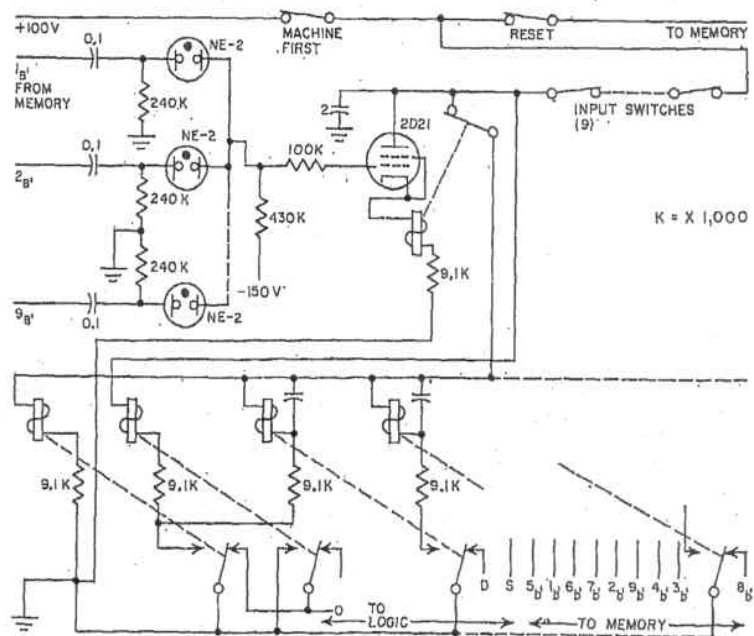 +100V
MACHINE FIRST
RESET
TO MEMORY
0.1
NE-2
1B'
FROM MEMORY
240K
INPUT SWITCHES (9)
2
2D21
NE-2
100K
2B'
240K
430K
K = X 1,000
240K
9.1K
-150V
9B'
0.1
NE-2
9.1K
9.1K
9.1K
9.1K
D
S
5b'
1b'
6b'
7b'
2b'
9b'
4b'
3b'
8b'
O
TO LOGIC
TO MEMORY